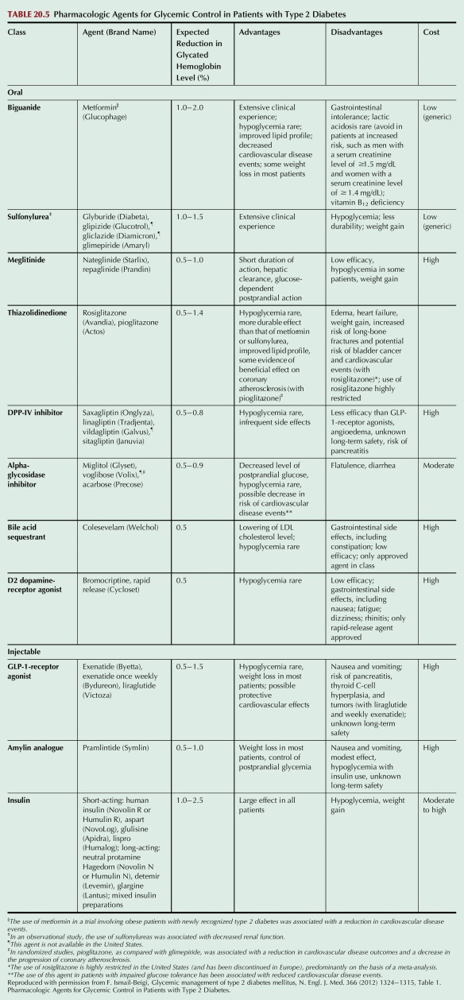 TABLE 20.5 Pharmacologic Agents for Glycemic Control in Patients with Type 2 Diabetes
Class
Agent (Brand Name)
Expected
Reduction in
Glycated
Hemoglobin
Level (%)
Advantages
Disadvantages
Cost
Oral
Biguanide
Metformin§
(Glucophage)
1.0–2.0
Extensive clinical
experience;
hypoglycemia rare;
improved lipid profile;
decreased
cardiovascular disease
events; some weight
loss in most patients
Gastrointestinal
intolerance; lactic
acidosis rare (avoid in
patients at increased
risk, such as men with
a serum creatinine
level of ≥1.5 mg/dL
and women with a
serum creatinine level
of ≥ 1.4 mg/dL);
vitamin B12 deficiency
Low
(generic)
Sulfonylurea‡
Glyburide (Diabeta),
glipizide (Glucotrol),¶
gliclazide (Diamicron),¶
glimepiride (Amaryl)
1.0–1.5
Extensive clinical
experience
Hypoglycemia; less
durability; weight gain
Low
(generic)
Meglitinide
Nateglinide (Starlix),
repaglinide (Prandin)
0.5–1.0
Short duration of
action, hepatic
clearance, glucose-
dependent
postprandial action
Low efficacy,
hypoglycemia in some
patients, weight gain
High
Thiazolidinedione
Rosiglitazone
(Avandia), pioglitazone
(Actos)
0.5–1.4
Hypoglycemia rare,
more durable effect
than that of metformin
or sulfonylurea,
improved lipid profile,
some evidence of
beneficial effect on
coronary
atherosclerosis (with
pioglitazone)‡
Edema, heart failure,
weight gain, increased
risk of long-bone
fractures and potential
risk of bladder cancer
and cardiovascular
events (with
rosiglitazone)*; use of
rosiglitazone highly
restricted
DPP-IV inhibitor
Saxagliptin (Onglyza),
linagliptin (Tradjenta),
vildagliptin (Galvus),¶
sitagliptin (Januvia)
0.5–0.8
Hypoglycemia rare,
infrequent side effects
Less efficacy than GLP-
1-receptor agonists,
angioedema, unknown
long-term safety, risk of
pancreatitis
High
Alpha-
glycosidase
inhibitor
Miglitol (Glyset),
voglibose (Volix),¶
acarbose (Precose)
0.5–0.9
Decreased level of
postprandial glucose,
hypoglycemia rare,
possible decrease in
risk of cardiovascular
disease events**
Flatulence, diarrhea
Moderate
Bile acid
sequestrant
Colesevelam (Welchol)
0.5
Lowering of LDL
cholesterol level;
hypoglycemia rare
Gastrointestinal side
effects, including
constipation; low
efficacy; only approved
agent in class
High
D2 dopamine-
receptor agonist
Bromocriptine, rapid
release (Cycloset)
0.5
Hypoglycemia rare
Low efficacy;
gastrointestinal side
effects, including
nausea; fatigue;
dizziness; rhinitis; only
rapid-release agent
approved
High
Injectable
GLP-1-receptor
agonist
Exenatide (Byetta),
exenatide once weekly
(Bydureon), liraglutide
(Victoza)
0.5–1.5
Hypoglycemia rare,
weight loss in most
patients; possible
protective
cardiovascular effects
Nausea and vomiting;
risk of pancreatitis,
thyroid C-cell
hyperplasia, and
tumors (with liraglutide
and weekly exenatide);
unknown long-term
safety
High
Amylin analogue
Pramlintide (Symlin)
0.5–1.0
Weight loss in most
patients, control of
postprandial glycemia
Nausea and vomiting,
modest effect,
hypoglycemia with
insulin use, unknown
long-term safety
High
Insulin
Short-acting: human
insulin (Novolin R or
Humulin R), aspart
(NovoLog), glulisine
(Apidra), lispro
(Humalog); long-acting:
neutral protamine
Hagedorn (Novolin N
or Humulin N), detemir
(Levemir), glargine
(Lantus); mixed insulin
preparations
1.0–2.5
Large effect in all
patients
Hypoglycemia, weight
gain
Moderate
to high
§The use of metformin in a trial involving obese patients with newly recognized type 2 diabetes was associated with a reduction in cardiovascular disease
events.
‡In an observational study, the use of sulfonylureas was associated with decreased renal function.
¶This agent is not available in the United States.
‡In randomized studies, pioglitazone, as compared with glimepiride, was associated with a reduction in cardiovascular disease outcomes and a decrease in
the progression of coronary atherosclerosis.
*The use of rosiglitazone is highly restricted in the United States (and has been discontinued in Europe), predominantly on the basis of a meta-analysis.
**The use of this agent in patients with impaired glucose tolerance has been associated with reduced cardiovascular disease events.
Reproduced with permission from F. Ismail-Beigi, Glycemic management of type 2 diabetes mellitus, N. Engl. J. Med. 366 (2012) 1324–1315, Table 1.
Pharmacologic Agents for Glycemic Control in Patients with Type 2 Diabetes.